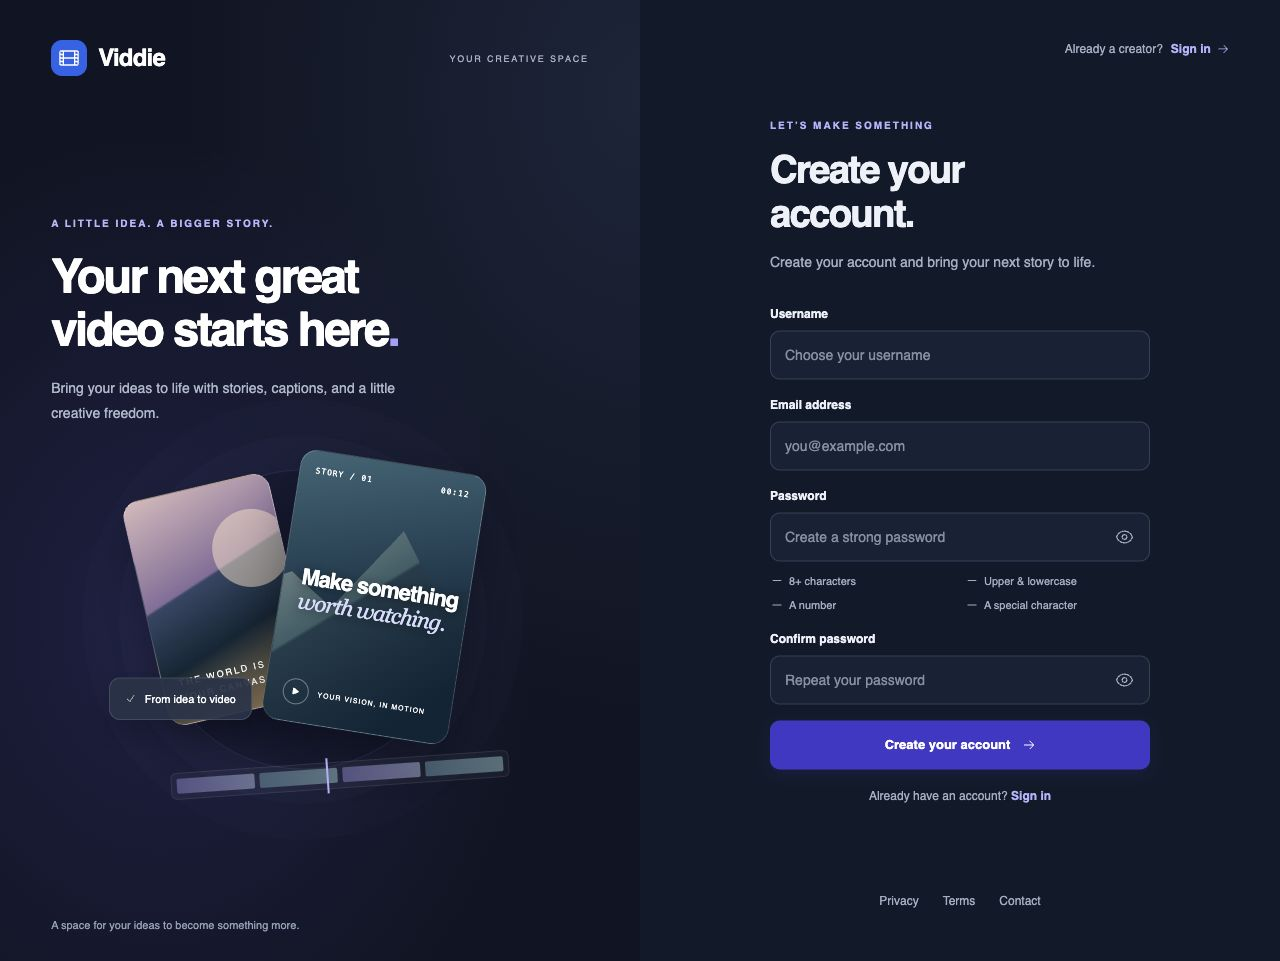 Viddie
YOUR CREATIVE SPACE
A LITTLE IDEA. A BIGGER STORY.
Your next great
video starts here.
Bring your ideas to life with stories, captions, and a little
creative freedom.
STORY / 01
00:12
Make something
worth watching.
WORLD IS
From idea to video
YOUR VISION, IN MOTION
A space for your ideas to become something more.
Already a creator? Sign in →
LET'S MAKE SOMETHING
Create your
account.
Create your account and bring your next story to life.
Username
Choose your username
Email address
you@example.com
Password
Create a strong password
8+ characters
Upper & lowercase
A number
A special character
Confirm password
Repeat your password
Create your account →
Already have an account? Sign in
Privacy Terms Contact